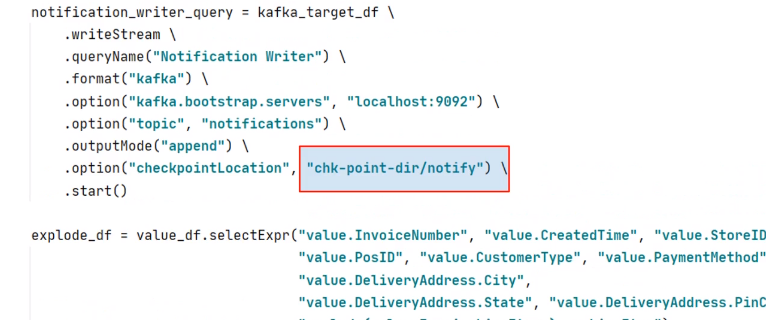 notification_writer_query = kafka_target_df \
.writeStream \
.queryName("Notification Writer") \
.format("kafka") \
.option("kafka.bootstrap.servers", "localhost:9092") \
.option("topic", "notifications") \
.outputMode("append") \
.option("checkpointLocation", "chk-point-dir/notify") \
.start()
explode_df = value_df.selectExpr("value.InvoiceNumber", "value.CreatedTime", "value.StoreID
"value.PosID", "value.CustomerType", "value.PaymentMethod"
"value.DeliveryAddress.City",
"value.DeliveryAddress.State", "value.DeliveryAddress.PinC